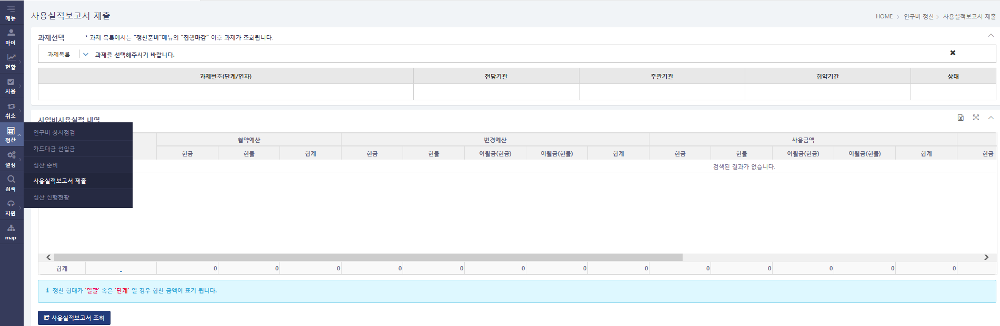 메뉴
마이
현황
사용
취소
정산
설정
검색
지원
map
사용실적보고서 제출
HOME > 연구비 정산 > 사용실적보고서 제출
과제선택 * 과제 목록에서는 "정산준비"메뉴의 "집행마감" 이후 과제가 조회됩니다.
과제목록 과제를 선택해주시기 바랍니다.
과제번호(단계/연차) 전담기관 주관기관 협약기간 상태
사업비사용실적 내역
연구비 상시점검
카드대금 선입금
정산 준비
사용실적보고서 제출
정산 진행현황
협약예산 변경예산 사용금액
현금 현물 합계 현금 현물 이월금(현금) 이월금(현물) 합계 현금 현물 이월금(현금) 이월금(현물) 합계 현금
검색된 결과가 없습니다.
합계 _ 0 0 0 0 0 0 0 0 0 0 0 0 0
정산 형태가 '일괄' 혹은 '단계' 일 경우 합산 금액이 표기 됩니다.
사용실적보고서 조회